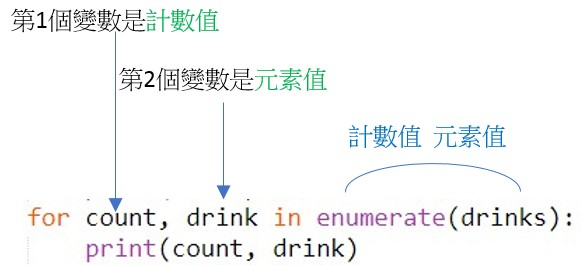 第1個變數是計數值
第2個變數是元素值
計數值 元素值
for count, drink in enumerate(drinks):
    print(count, drink)